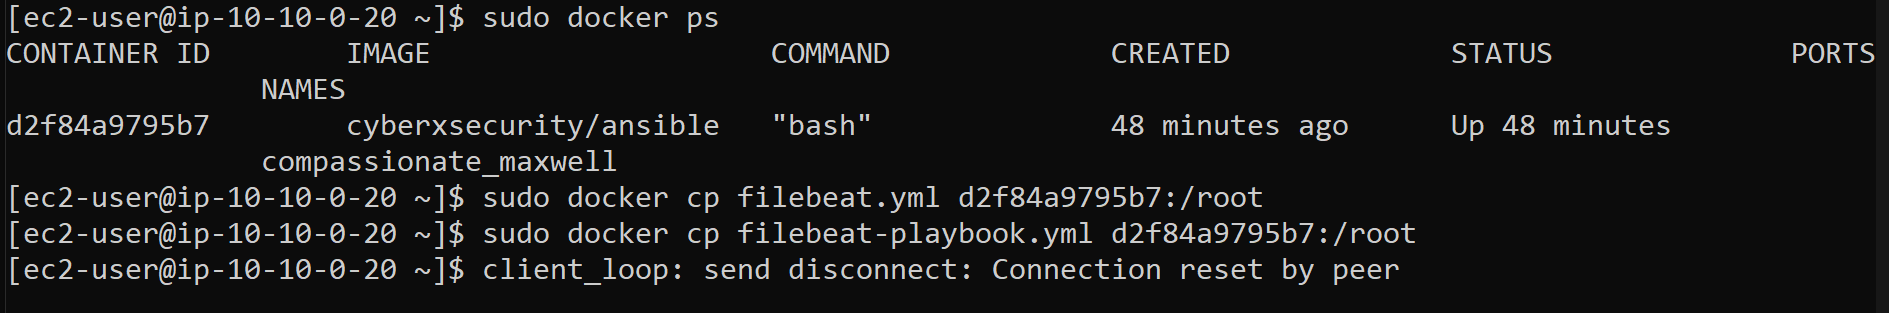 [ec2-user@ip-10-10-0-20 ~]$ sudo docker ps
CONTAINER ID        IMAGE                    COMMAND             CREATED             STATUS              PORTS
               NAMES
d2f84a9795b7        cyberxsecurity/ansible   "bash"              48 minutes ago      Up 48 minutes
               compassionate_maxwell
[ec2-user@ip-10-10-0-20 ~]$ sudo docker cp filebeat.yml d2f84a9795b7:/root
[ec2-user@ip-10-10-0-20 ~]$ sudo docker cp filebeat-playbook.yml d2f84a9795b7:/root
[ec2-user@ip-10-10-0-20 ~]$ client_loop: send disconnect: Connection reset by peer